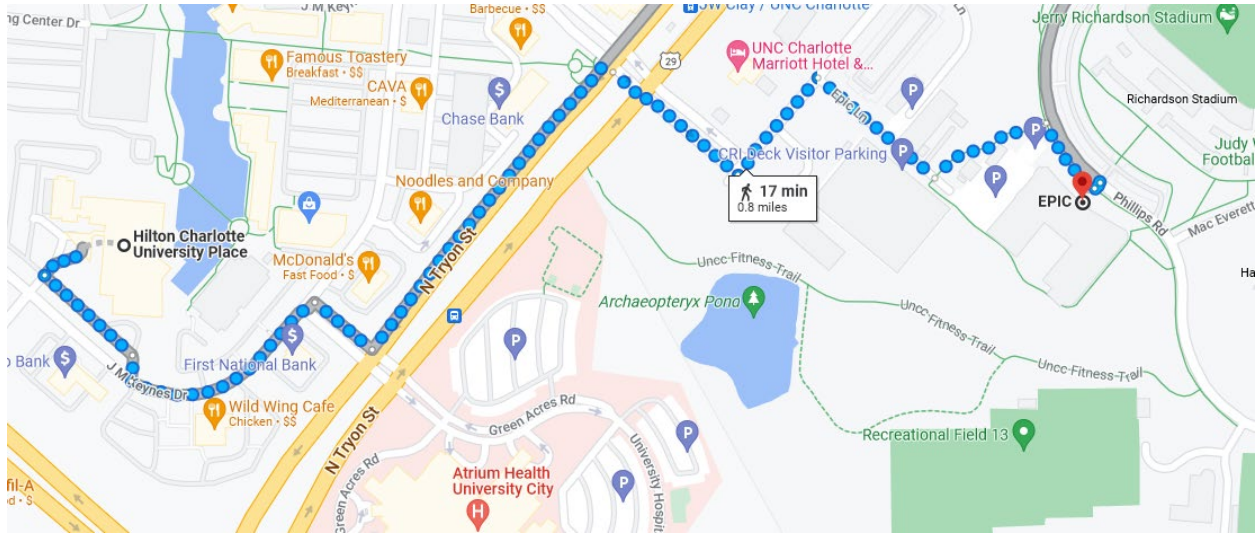 J M Keynes
ing Center Dr
Barbecue • $$
JW Clay / UNC Charlotte
Jerry Richardson Stadium
Famous Toastery
Breakfast • $$
CAVA
Mediterranean • $
Chase Bank
29
UNC Charlotte
Marriott Hotel &...
Epic Ln
P
Richardson Stadium
Judy W
Football
CRI Deck Visitor Parking
P
P
P
Noodles and Company
17 min
0.8 miles
EPIC
Phillips Rd
Mac Everett
Hilton Charlotte
University Place
McDonald's
Fast Food • $
N Tryon St
Uncc-Fitness-Trail
Archaeopteryx Pond
Uncc-Fitness-Trail
Uncc-Fitness-Trail
Ha
First National Bank
o Bank
J M Keynes Dr
P
Wild Wing Cafe
Chicken • $$
N Tryon St
Green Acres Rd
P
Recreational Field 13
Green Acres Rd
University Hospit
Atrium Health
University City
H
P
fil-A
d • $